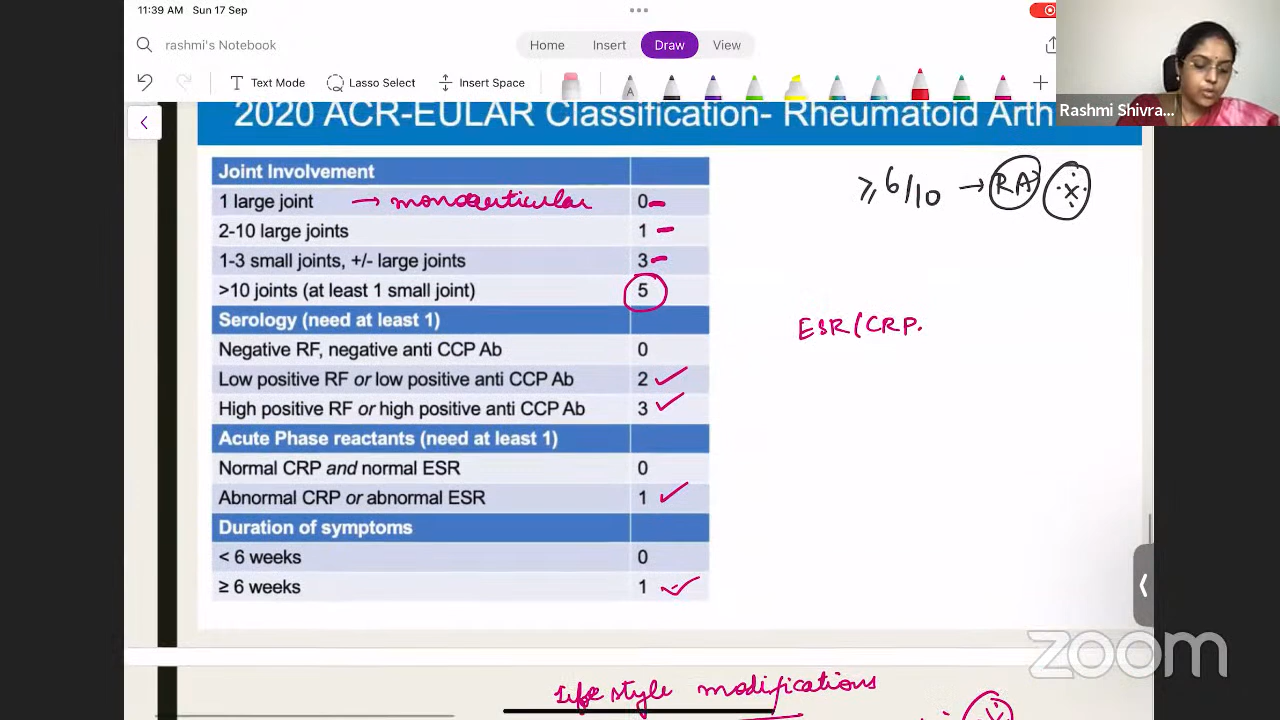 11:39 AM Sun 17 Sep
rashmi's Notebook
Home Insert Draw View
Text Mode Lasso Select Insert Space
Rashmi Shivra...
2020 ACR-EULAR Classification- Rheumatoid Arth
Joint Involvement
1 large joint → monoarticular 0
2-10 large joints 1
1-3 small joints, +/- large joints 3
>10 joints (at least 1 small joint) 5
Serology (need at least 1)
Negative RF, negative anti CCP Ab 0
Low positive RF or low positive anti CCP Ab 2
High positive RF or high positive anti CCP Ab 3
Acute Phase reactants (need at least 1)
Normal CRP and normal ESR 0
Abnormal CRP or abnormal ESR 1
Duration of symptoms
< 6 weeks 0
≥ 6 weeks 1
≥ 6/10 → RA
ESR/CRP.
zoom
Life style modifications